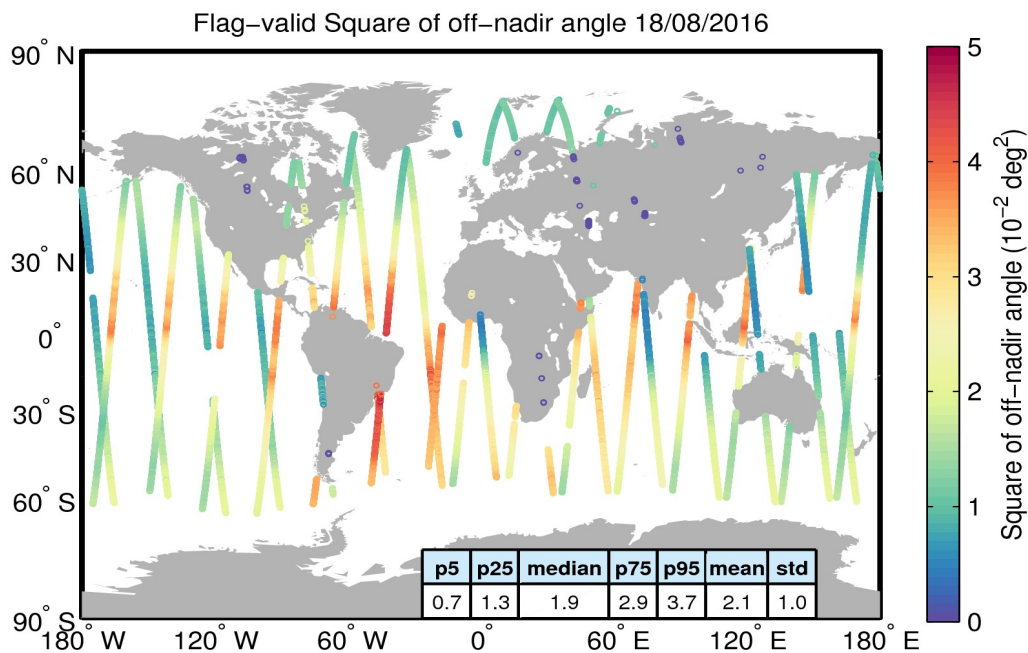 Flag−valid Square of off−nadir angle 18/08/2016
90° N
60° N
30° N
0°
30° S
60° S
90° S
180° W
120° W
60° W
0°
60° E
120° E
180° E
p5 p25 median p75 p95 mean std
0.7 1.3 1.9 2.9 3.7 2.1 1.0
5
4
3
2
1
0
Square of off−nadir angle (10⁻² deg²)